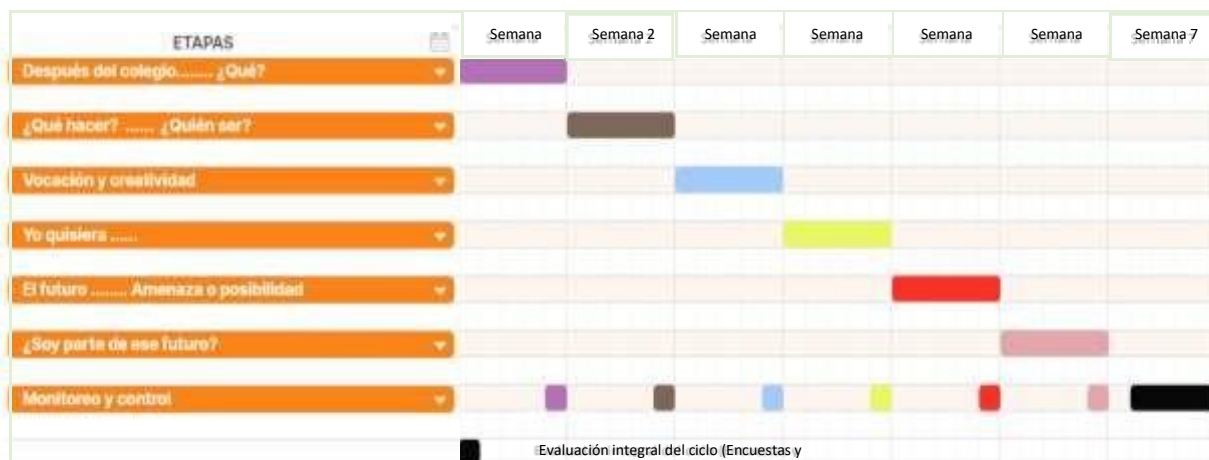 ETAPAS Semana Semana 2 Semana Semana Semana Semana Semana 7
Después del colegio........ ¿Qué?
¿Qué hacer? ...... ¿Quién ser?
Vocación y creatividad
Yo quisiera ......
El futuro ........ Amenaza o posibilidad
¿Soy parte de ese futuro?
Monitoreo y control
Evaluación integral del ciclo (Encuestas y